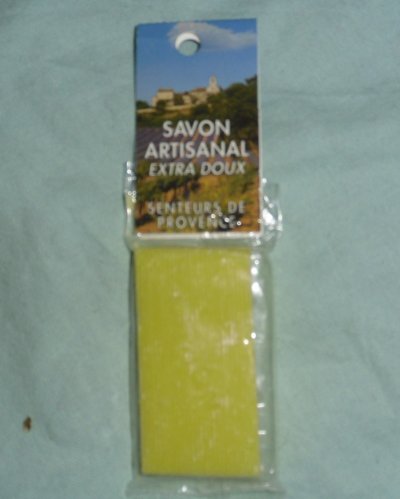 SAVON
ARTISANAL
EXTRA DOUX
SENTEURS DE
PROVENCE